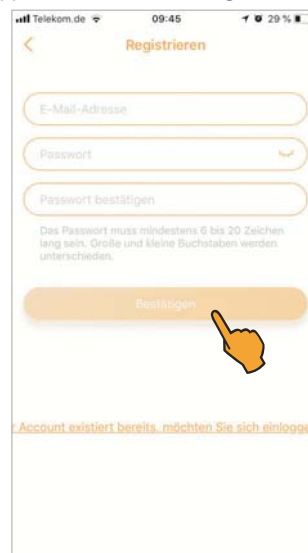 Telekom.de 09:45 29 %
Registrieren
E-Mail-Adresse
Passwort
Passwort bestätigen
Das Passwort muss mindestens 6 bis 20 Zeichen
lang sein. Große und kleine Buchstaben werden
unterschieden.
Bestätigen
Account existiert bereits, möchten Sie sich